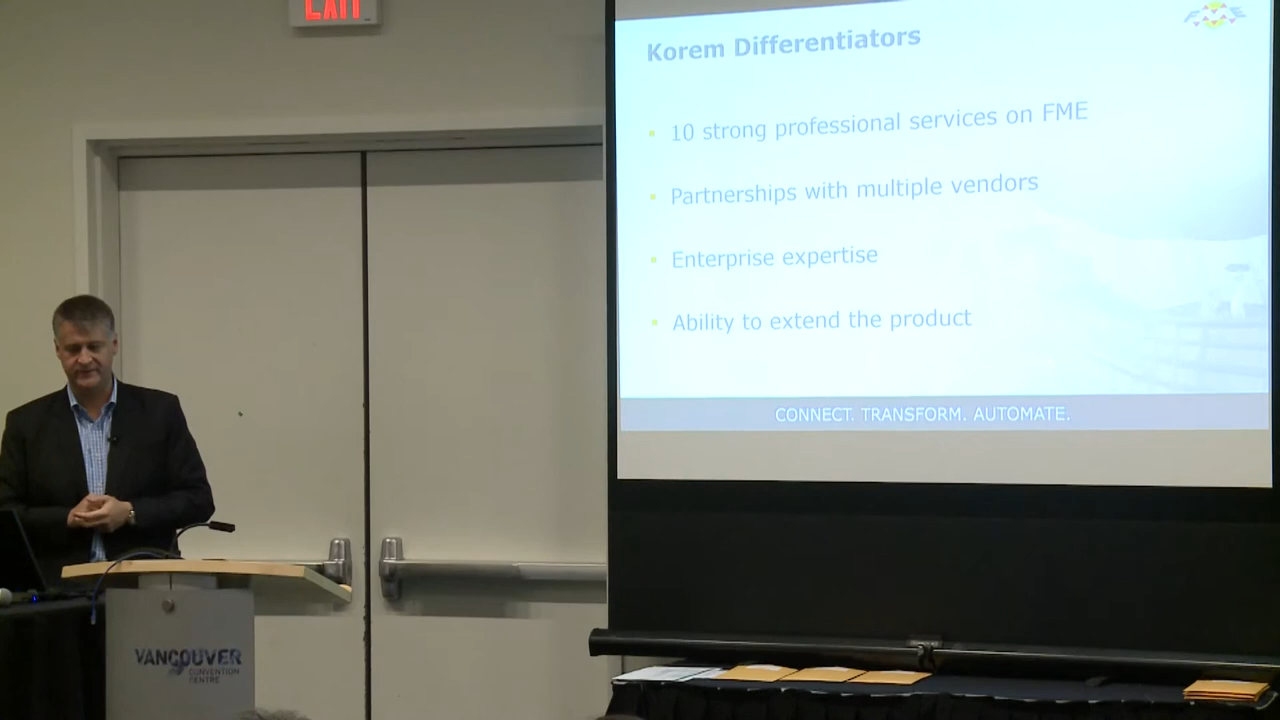 EXIT
Korem Differentiators
FME
10 strong professional services on FME
Partnerships with multiple vendors
Enterprise expertise
Ability to extend the product
CONNECT. TRANSFORM. AUTOMATE.
VANCOUVER
CONVENTION
CENTRE